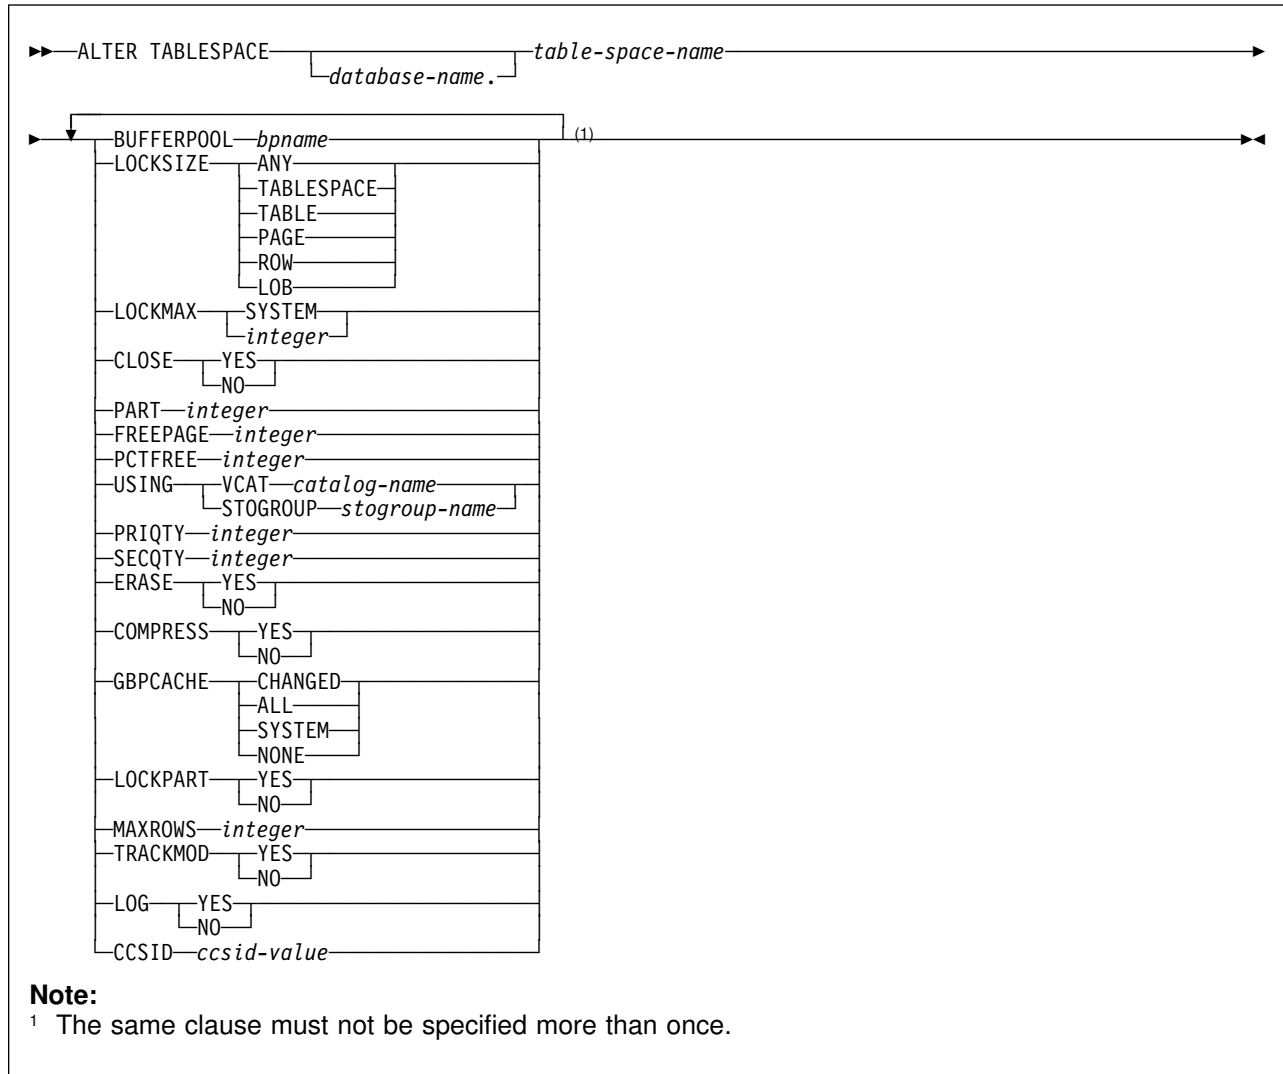 ALTER TABLESPACE database-name. table-space-name
BUFFERPOOL bpname (1)
LOCKSIZE ANY
TABLESPACE
TABLE
PAGE
ROW
LOB
LOCKMAX SYSTEM
integer
CLOSE YES
NO
PART integer
FREEPAGE integer
PCTFREE integer
USING VCAT catalog-name
STOGROUP stogroup-name
PRIQTY integer
SECQTY integer
ERASE YES
NO
COMPRESS YES
NO
GBPCACHE CHANGED
ALL
SYSTEM
NONE
LOCKPART YES
NO
MAXROWS integer
TRACKMOD YES
NO
LOG YES
NO
CCSID ccsid-value
Note:
1 The same clause must not be specified more than once.